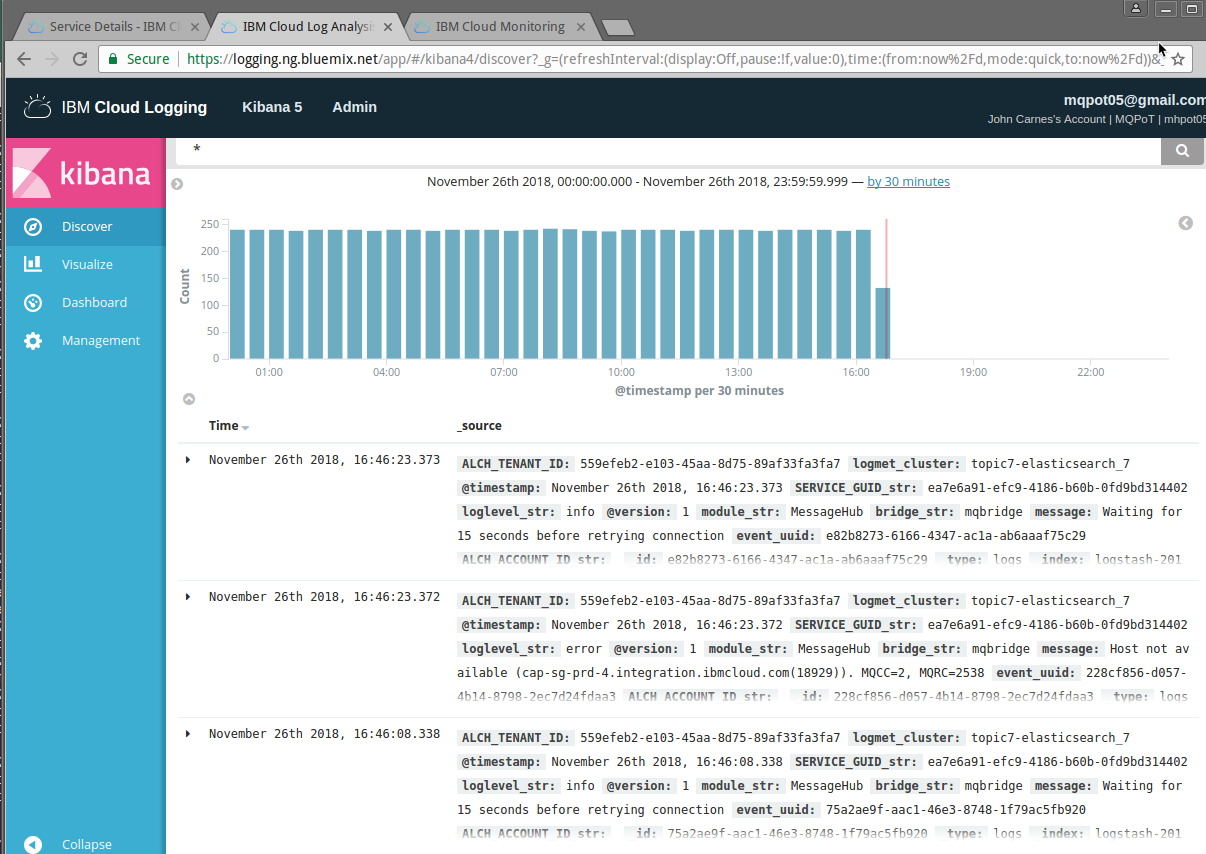 Service Details - IBM Cl
IBM Cloud Log Analysis
IBM Cloud Monitoring
Secure https://logging.ng.bluemix.net/app/#/kibana4/discover?_g=(refreshInterval:(display:Off,pause:!f,value:0),time:(from:now%2Fd,mode:quick,to:now%2Fd))&_
IBM Cloud Logging Kibana 5 Admin
mqpot05@gmail.com
John Carnes's Account | MQPoT | mhpot05
kibana
*
November 26th 2018, 00:00:00.000 - November 26th 2018, 23:59:59.999 — by 30 minutes
Discover
Visualize
Dashboard
Management
Collapse
Count
250
200
150
100
50
0
01:00 04:00 07:00 10:00 13:00 16:00 19:00 22:00
@timestamp per 30 minutes
Time _source
November 26th 2018, 16:46:23.373
ALCH_TENANT_ID: 559efeb2-e103-45aa-8d75-89af33fa3fa7 logmet_cluster: topic7-elasticsearch_7
@timestamp: November 26th 2018, 16:46:23.373 SERVICE_GUID_str: ea7e6a91-efc9-4186-b60b-0fd9bd314402
loglevel_str: info @version: 1 module_str: MessageHub bridge_str: mqbridge message: Waiting for
15 seconds before retrying connection event_uuid: e82b8273-6166-4347-ac1a-ab6aaaf75c29
ALCH_ACCOUNT_ID_str: _id: e82b8273-6166-4347-ac1a-ab6aaaf75c29 _type: logs _index: logstash-201
November 26th 2018, 16:46:23.372
ALCH_TENANT_ID: 559efeb2-e103-45aa-8d75-89af33fa3fa7 logmet_cluster: topic7-elasticsearch_7
@timestamp: November 26th 2018, 16:46:23.372 SERVICE_GUID_str: ea7e6a91-efc9-4186-b60b-0fd9bd314402
loglevel_str: error @version: 1 module_str: MessageHub bridge_str: mqbridge message: Host not av
ailable (cap-sg-prd-4.integration.ibmcloud.com(18929)). MQCC=2, MQRC=2538 event_uuid: 228cf856-d057-
4b14-8798-2ec7d24fdaa3 ALCH_ACCOUNT_ID_str: _id: 228cf856-d057-4b14-8798-2ec7d24fdaa3 _type: logs
November 26th 2018, 16:46:08.338
ALCH_TENANT_ID: 559efeb2-e103-45aa-8d75-89af33fa3fa7 logmet_cluster: topic7-elasticsearch_7
@timestamp: November 26th 2018, 16:46:08.338 SERVICE_GUID_str: ea7e6a91-efc9-4186-b60b-0fd9bd314402
loglevel_str: info @version: 1 module_str: MessageHub bridge_str: mqbridge message: Waiting for
15 seconds before retrying connection event_uuid: 75a2ae9f-aac1-46e3-8748-1f79ac5fb920
ALCH_ACCOUNT_ID_str: _id: 75a2ae9f-aac1-46e3-8748-1f79ac5fb920 _type: logs _index: logstash-201